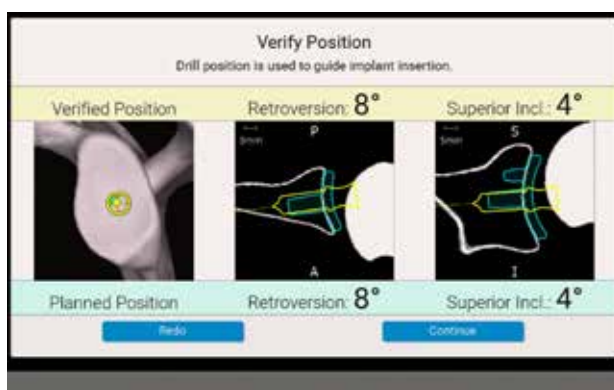 Verify Position
Drill position is used to guide implant insertion.
Verified Position Retroversion: 8° Superior Incl.: 4°
P S
5mm 5mm
A I
Planned Position Retroversion: 8° Superior Incl.: 4°
Redo Continue